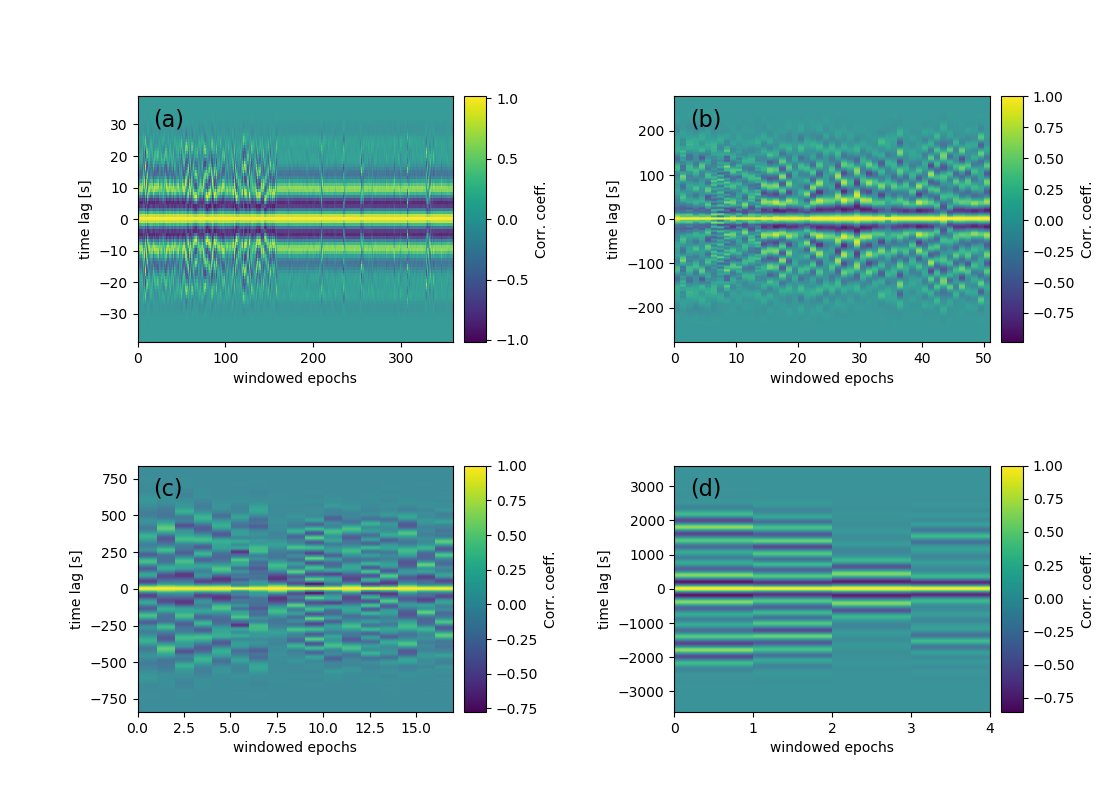 (a)
30
20
10
0
−10
−20
−30
time lag [s]
0 100 200 300
windowed epochs
1.0
0.5
0.0
−0.5
−1.0
Corr. coeff.
(b)
200
100
0
−100
−200
time lag [s]
0 10 20 30 40 50
windowed epochs
1.00
0.75
0.50
0.25
0.00
−0.25
−0.50
−0.75
Corr. coeff.
(c)
750
500
250
0
−250
−500
−750
time lag [s]
0.0 2.5 5.0 7.5 10.0 12.5 15.0
windowed epochs
1.00
0.75
0.50
0.25
0.00
−0.25
−0.50
−0.75
Corr. coeff.
(d)
3000
2000
1000
0
−1000
−2000
−3000
time lag [s]
0 1 2 3 4
windowed epochs
1.00
0.75
0.50
0.25
0.00
−0.25
−0.50
−0.75
Corr. coeff.